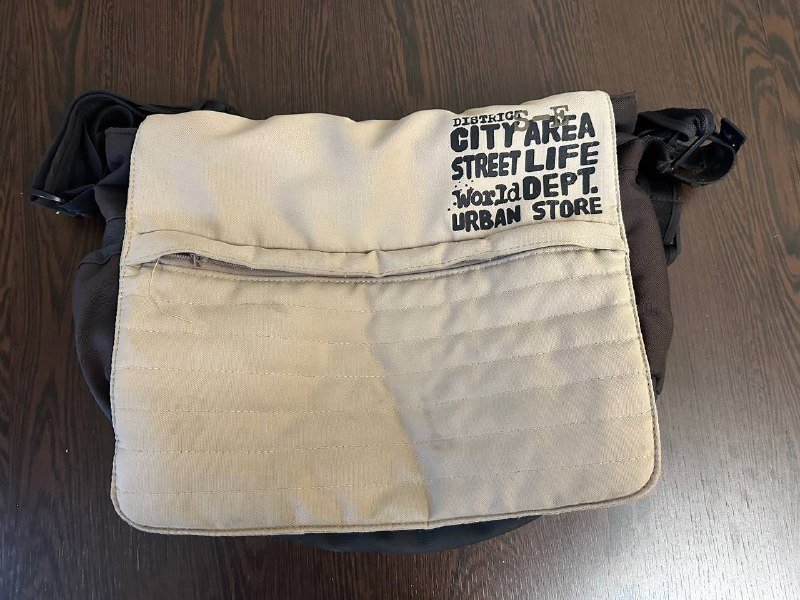 DISTRICT S-E
CITY AREA
STREET LIFE
World DEPT.
URBAN STORE